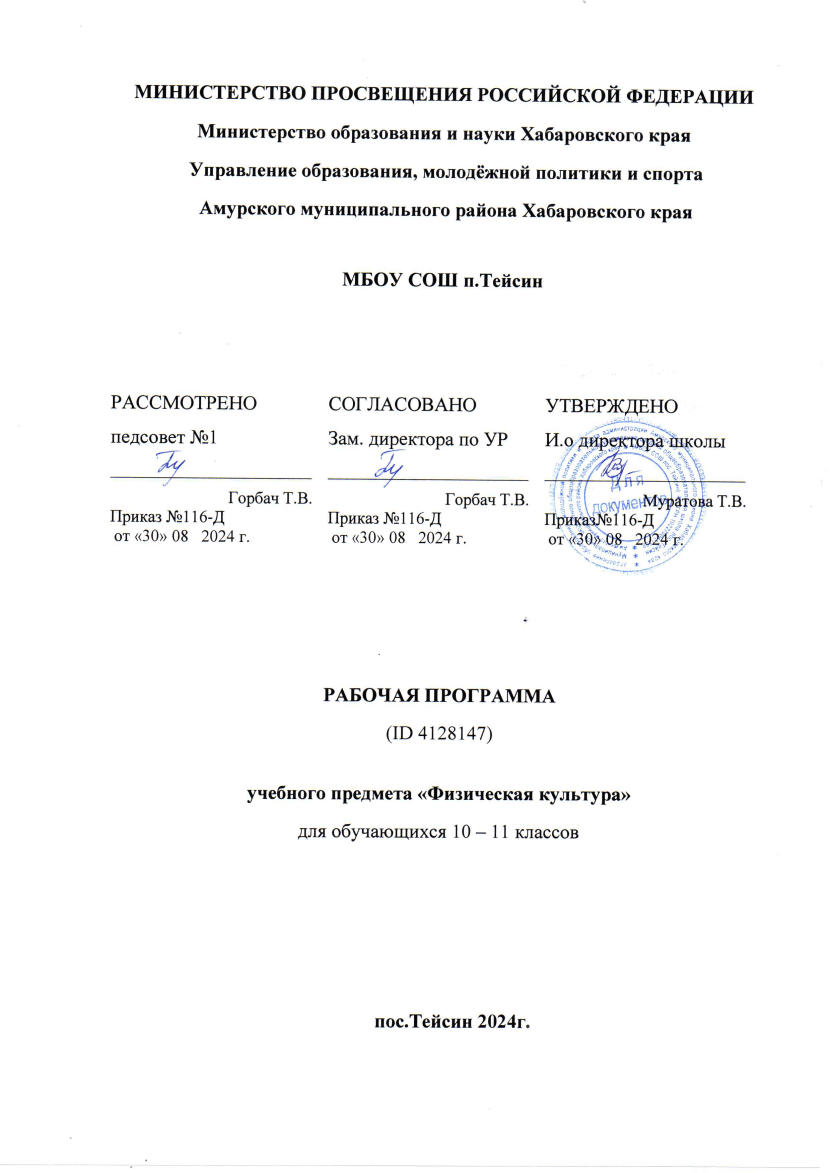 МИНИСТЕРСТВО ПРОСВЕЩЕНИЯ РОССИЙСКОЙ ФЕДЕРАЦИИ
Министерство образования и науки Хабаровского края
Управление образования, молодёжной политики и спорта
Амурского муниципального района Хабаровского края
МБОУ СОШ п.Тейсин
РАССМОТРЕНО
педсовет №1
Горбач Т.В.
Приказ №116-Д
от «30» 08 2024 г.
СОГЛАСОВАНО
Зам. директора по УР
Горбач Т.В.
Приказ №116-Д
от «30» 08 2024 г.
УТВЕРЖДЕНО
И.о директора школы
Муратова Т.В.
Приказ№116-Д
от «30» 08 2024 г.
Для
документов
РАБОЧАЯ ПРОГРАММА
(ID 4128147)
учебного предмета «Физическая культура»
для обучающихся 10 – 11 классов
пос.Тейсин 2024г.